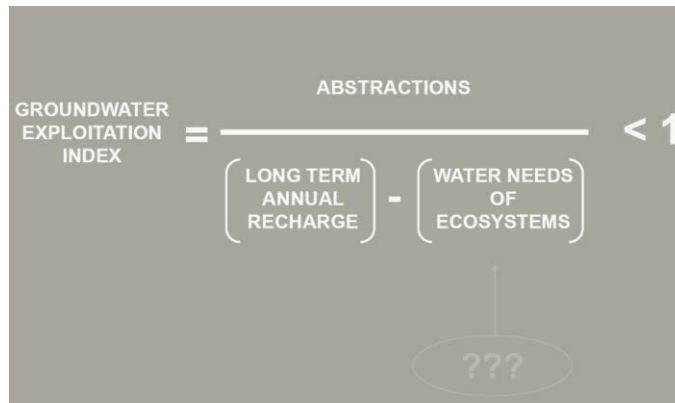 ABSTRACTIONS
GROUNDWATER
EXPLOITATION
INDEX
=
< 1
LONG TERM
ANNUAL
RECHARGE
-
WATER NEEDS
OF
ECOSYSTEMS
???